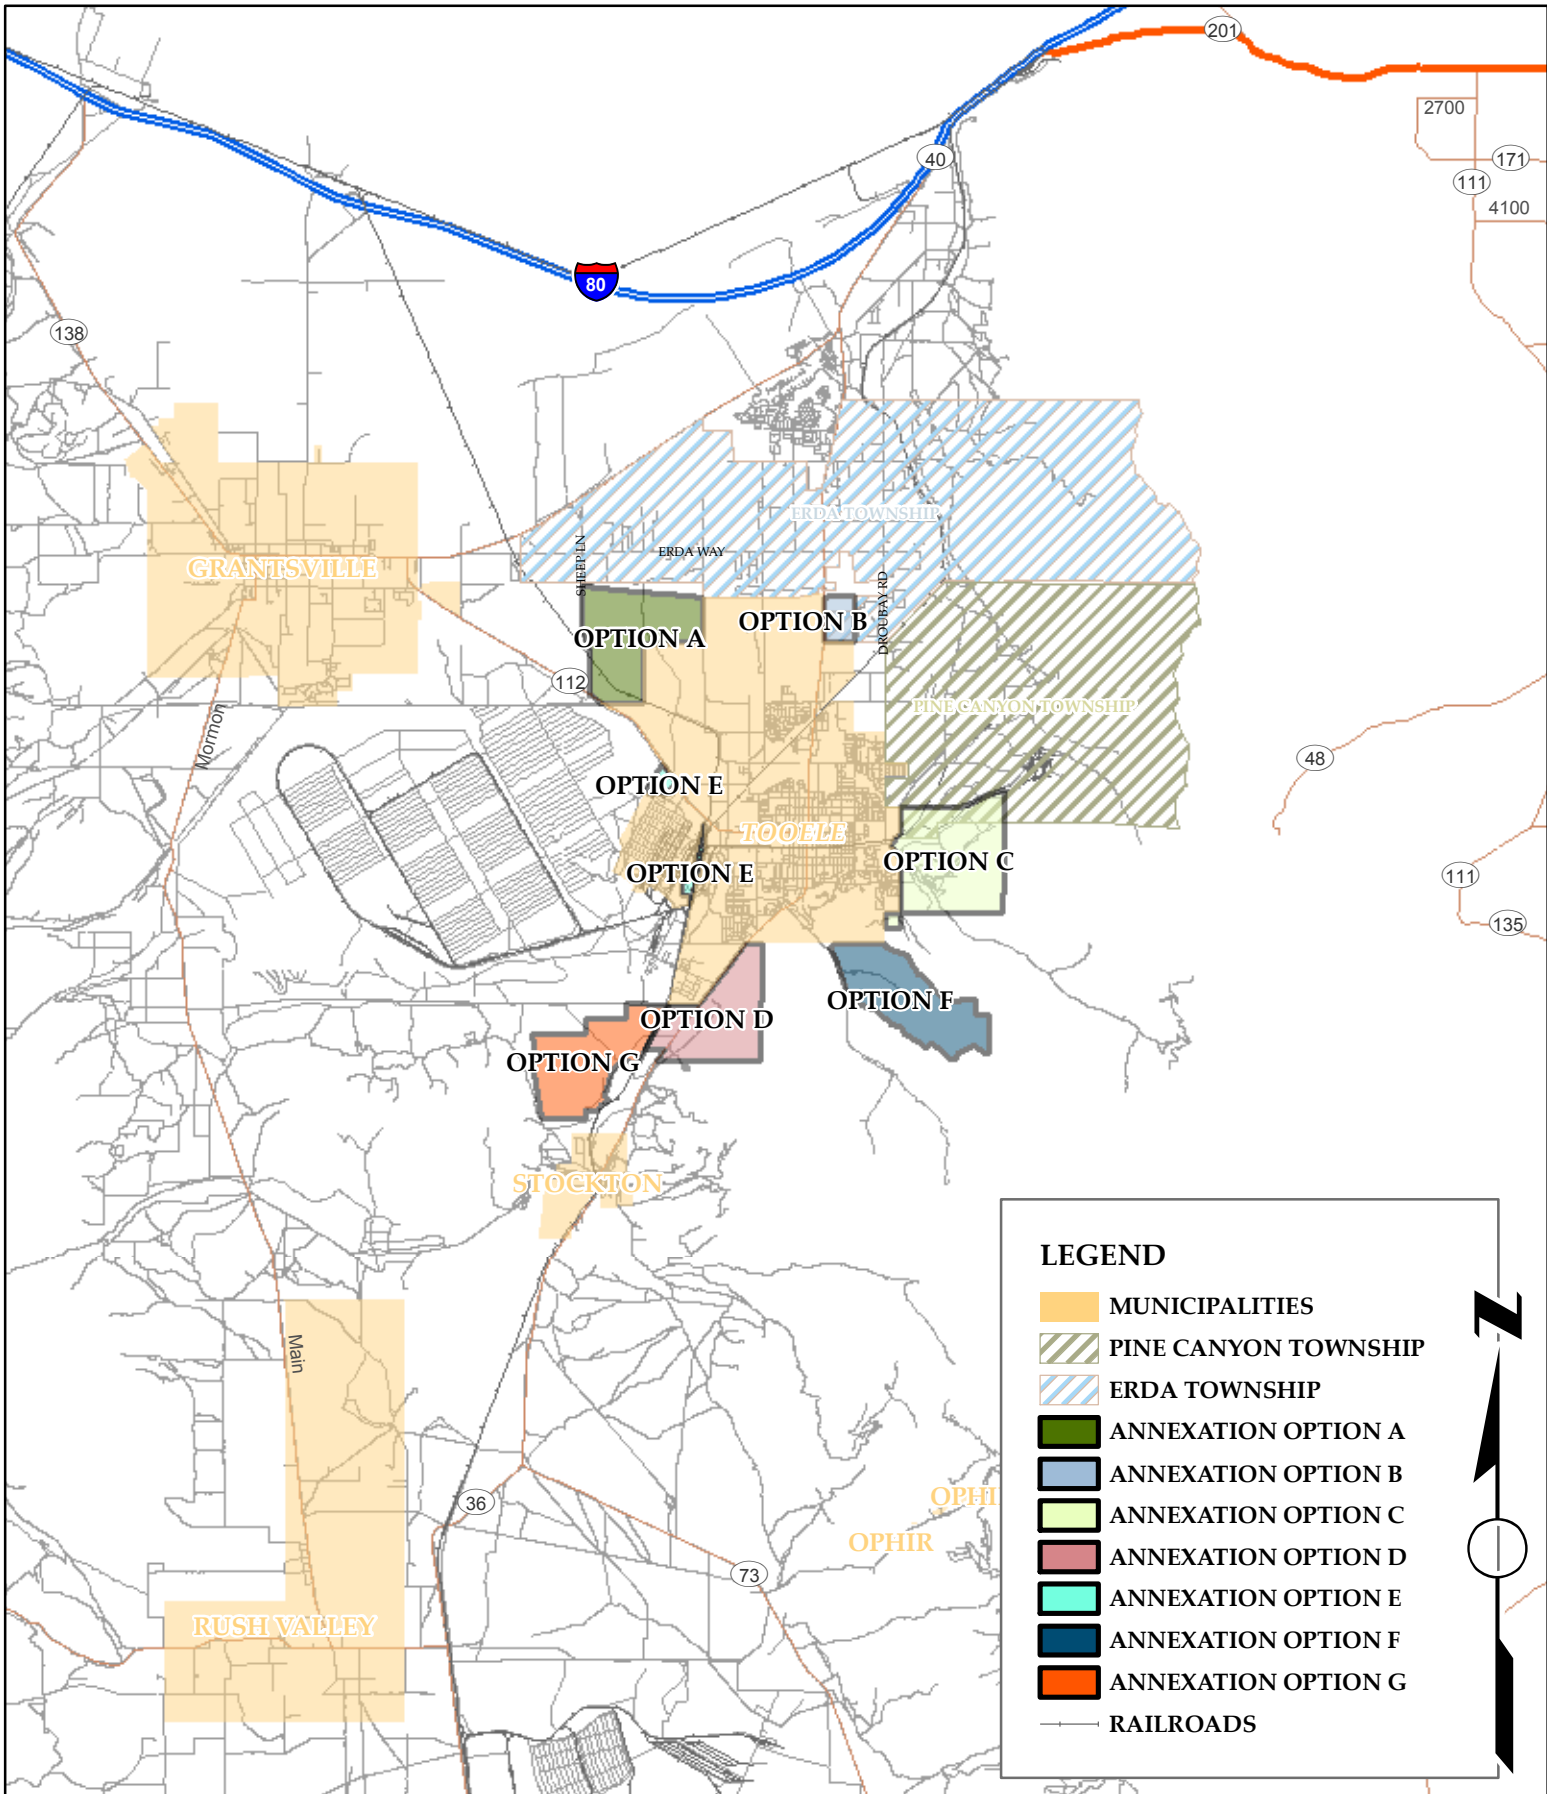 201
2700
40
171
111
4100
80
138
ERDA TOWNSHIP
SHEEP LN
ERDA WAY
GRANTSVILLE
DROUBAY RD
OPTION B
OPTION A
112
PINE CANYON TOWNSHIP
Mormon
48
OPTION E
TOOELE
OPTION C
OPTION E
111
135
OPTION F
OPTION D
OPTION G
STOCKTON
LEGEND
MUNICIPALITIES
PINE CANYON TOWNSHIP
ERDA TOWNSHIP
ANNEXATION OPTION A
ANNEXATION OPTION B
ANNEXATION OPTION C
ANNEXATION OPTION D
ANNEXATION OPTION E
ANNEXATION OPTION F
ANNEXATION OPTION G
RAILROADS
N
Main
36
OPHI
OPHIR
73
RUSH VALLEY